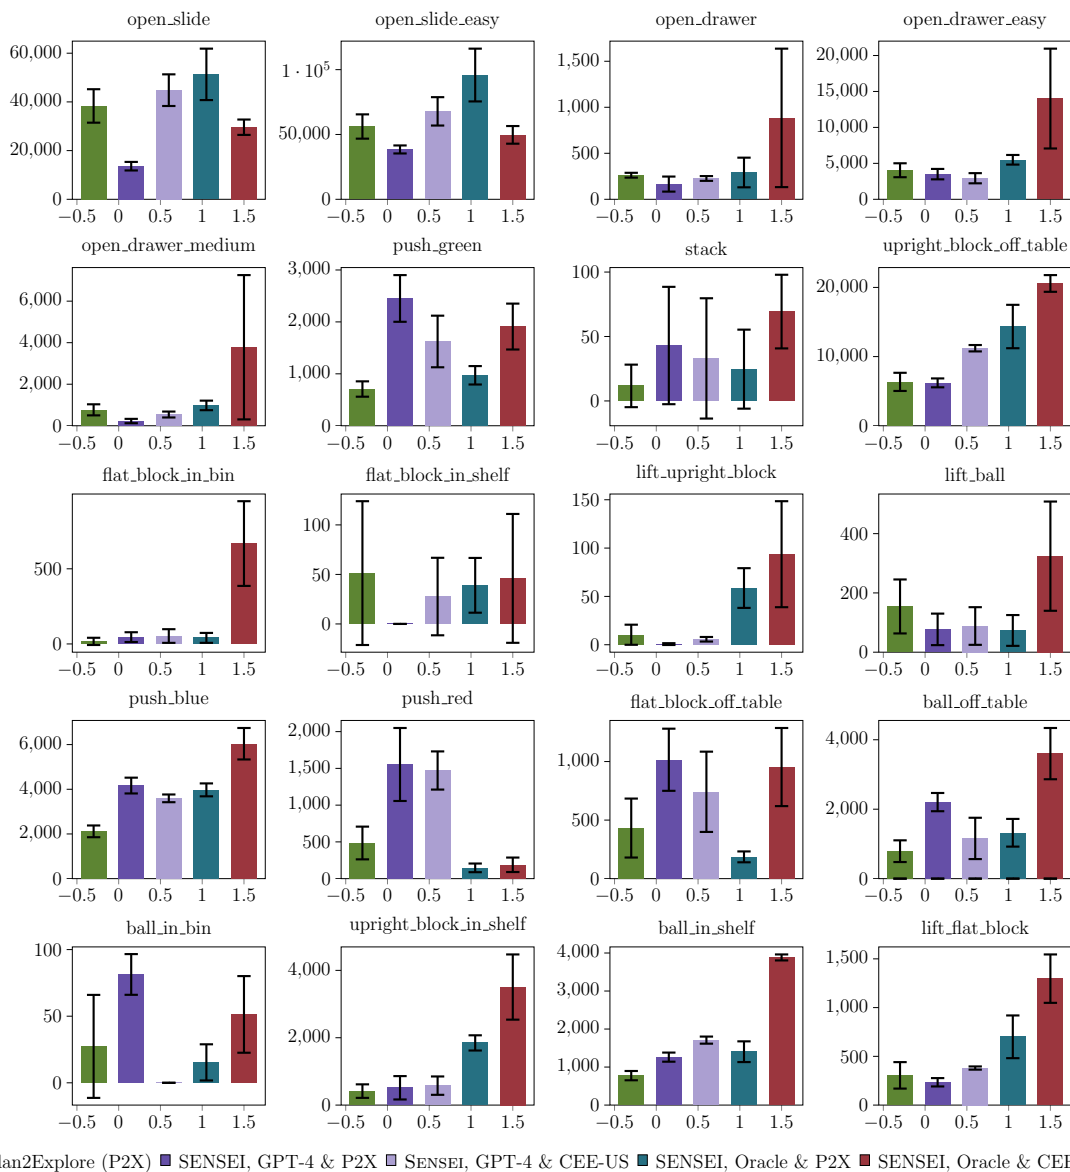 open_slide
open_slide_easy
open_drawer
open_drawer_easy
60,000
40,000
20,000
0
−0.5 0 0.5 1 1.5
1 · 10^5
50,000
0
−0.5 0 0.5 1 1.5
1,500
1,000
500
0
−0.5 0 0.5 1 1.5
20,000
15,000
10,000
5,000
0
−0.5 0 0.5 1 1.5
open_drawer_medium
push_green
stack
upright_block_off_table
6,000
4,000
2,000
0
−0.5 0 0.5 1 1.5
3,000
2,000
1,000
0
−0.5 0 0.5 1 1.5
100
50
0
−0.5 0 0.5 1 1.5
20,000
10,000
0
−0.5 0 0.5 1 1.5
flat_block_in_bin
flat_block_in_shelf
lift_upright_block
lift_ball
500
0
−0.5 0 0.5 1 1.5
100
50
0
−0.5 0 0.5 1 1.5
150
100
50
0
−0.5 0 0.5 1 1.5
400
200
0
−0.5 0 0.5 1 1.5
push_blue
push_red
flat_block_off_table
ball_off_table
6,000
4,000
2,000
0
−0.5 0 0.5 1 1.5
2,000
1,500
1,000
500
0
−0.5 0 0.5 1 1.5
1,000
500
0
−0.5 0 0.5 1 1.5
4,000
2,000
0
−0.5 0 0.5 1 1.5
ball_in_bin
upright_block_in_shelf
ball_in_shelf
lift_flat_block
100
50
0
−0.5 0 0.5 1 1.5
4,000
2,000
0
−0.5 0 0.5 1 1.5
4,000
3,000
2,000
1,000
0
−0.5 0 0.5 1 1.5
1,500
1,000
500
0
−0.5 0 0.5 1 1.5
lan2Explore (P2X) SENSEI, GPT-4 & P2X SENSEI, GPT-4 & CEE-US SENSEI, Oracle & P2X SENSEI, Oracle & CEE